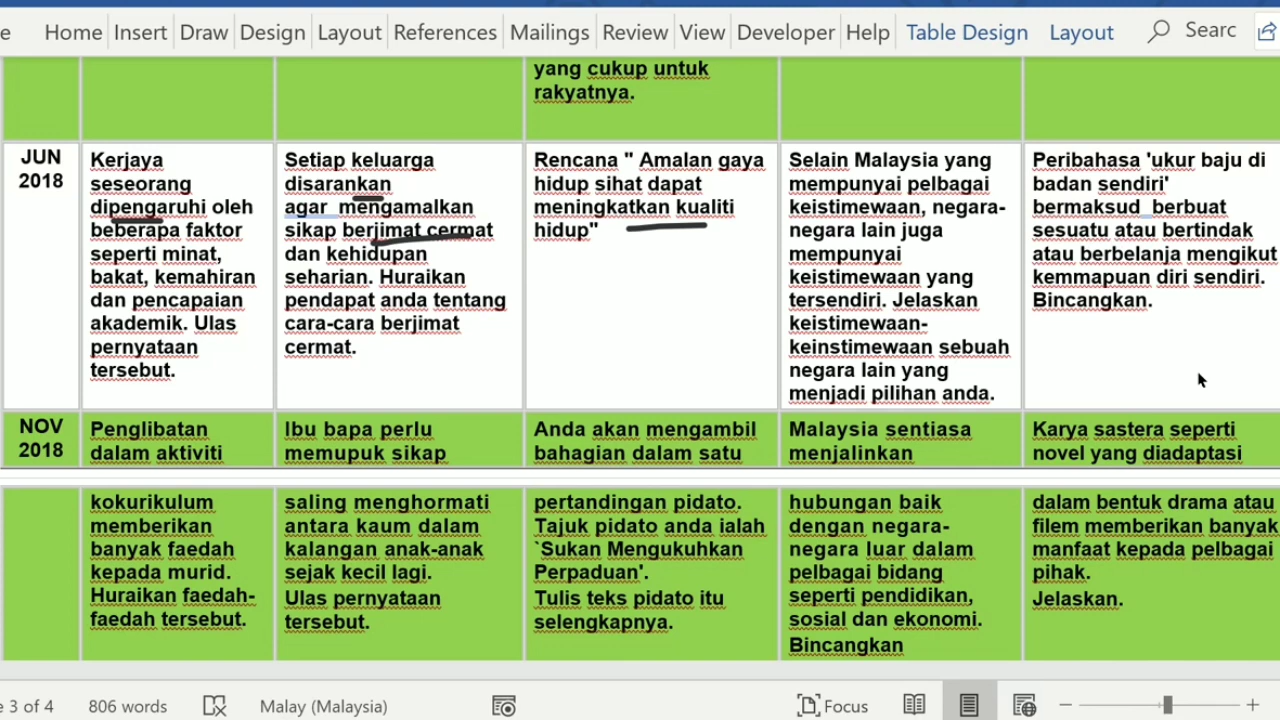 Home Insert Draw Design Layout References Mailings Review View Developer Help Table Design Layout Searc
yang cukup untuk
rakyatnya.
JUN
2018
Kerjaya
seseorang
dipengaruhi oleh
beberapa faktor
seperti minat,
bakat, kemahiran
dan pencapaian
akademik. Ulas
pernyataan
tersebut.
Setiap keluarga
disarankan
agar mengamalkan
sikap berjimat cermat
dan kehidupan
seharian. Huraikan
pendapat anda tentang
cara-cara berjimat
cermat.
Rencana " Amalan gaya
hidup sihat dapat
meningkatkan kualiti
hidup"
Selain Malaysia yang
mempunyai pelbagai
keistimewaan, negara-
negara lain juga
mempunyai
keistimewaan yang
tersendiri. Jelaskan
keistimewaan-
keinstimewaan sebuah
negara lain yang
menjadi pilihan anda.
Peribahasa 'ukur baju di
badan sendiri'
bermaksud berbuat
sesuatu atau bertindak
atau berbelanja mengikut
kemmapuan diri sendiri.
Bincangkan.
NOV
2018
Penglibatan
dalam aktiviti
kokurikulum
memberikan
banyak faedah
kepada murid.
Huraikan faedah-
faedah tersebut.
Ibu bapa perlu
memupuk sikap
saling menghormati
antara kaum dalam
kalangan anak-anak
sejak kecil lagi.
Ulas pernyataan
tersebut.
Anda akan mengambil
bahagian dalam satu
pertandingan pidato.
Tajuk pidato anda ialah
`Sukan Mengukuhkan
Perpaduan'.
Tulis teks pidato itu
selengkapnya.
Malaysia sentiasa
menjalinkan
hubungan baik
dengan negara-
negara luar dalam
pelbagai bidang
seperti pendidikan,
sosial dan ekonomi.
Bincangkan
Karya sastera seperti
novel yang diadaptasi
dalam bentuk drama atau
filem memberikan banyak
manfaat kepada pelbagai
pihak.
Jelaskan.
e 3 of 4 806 words Malay (Malaysia) Focus